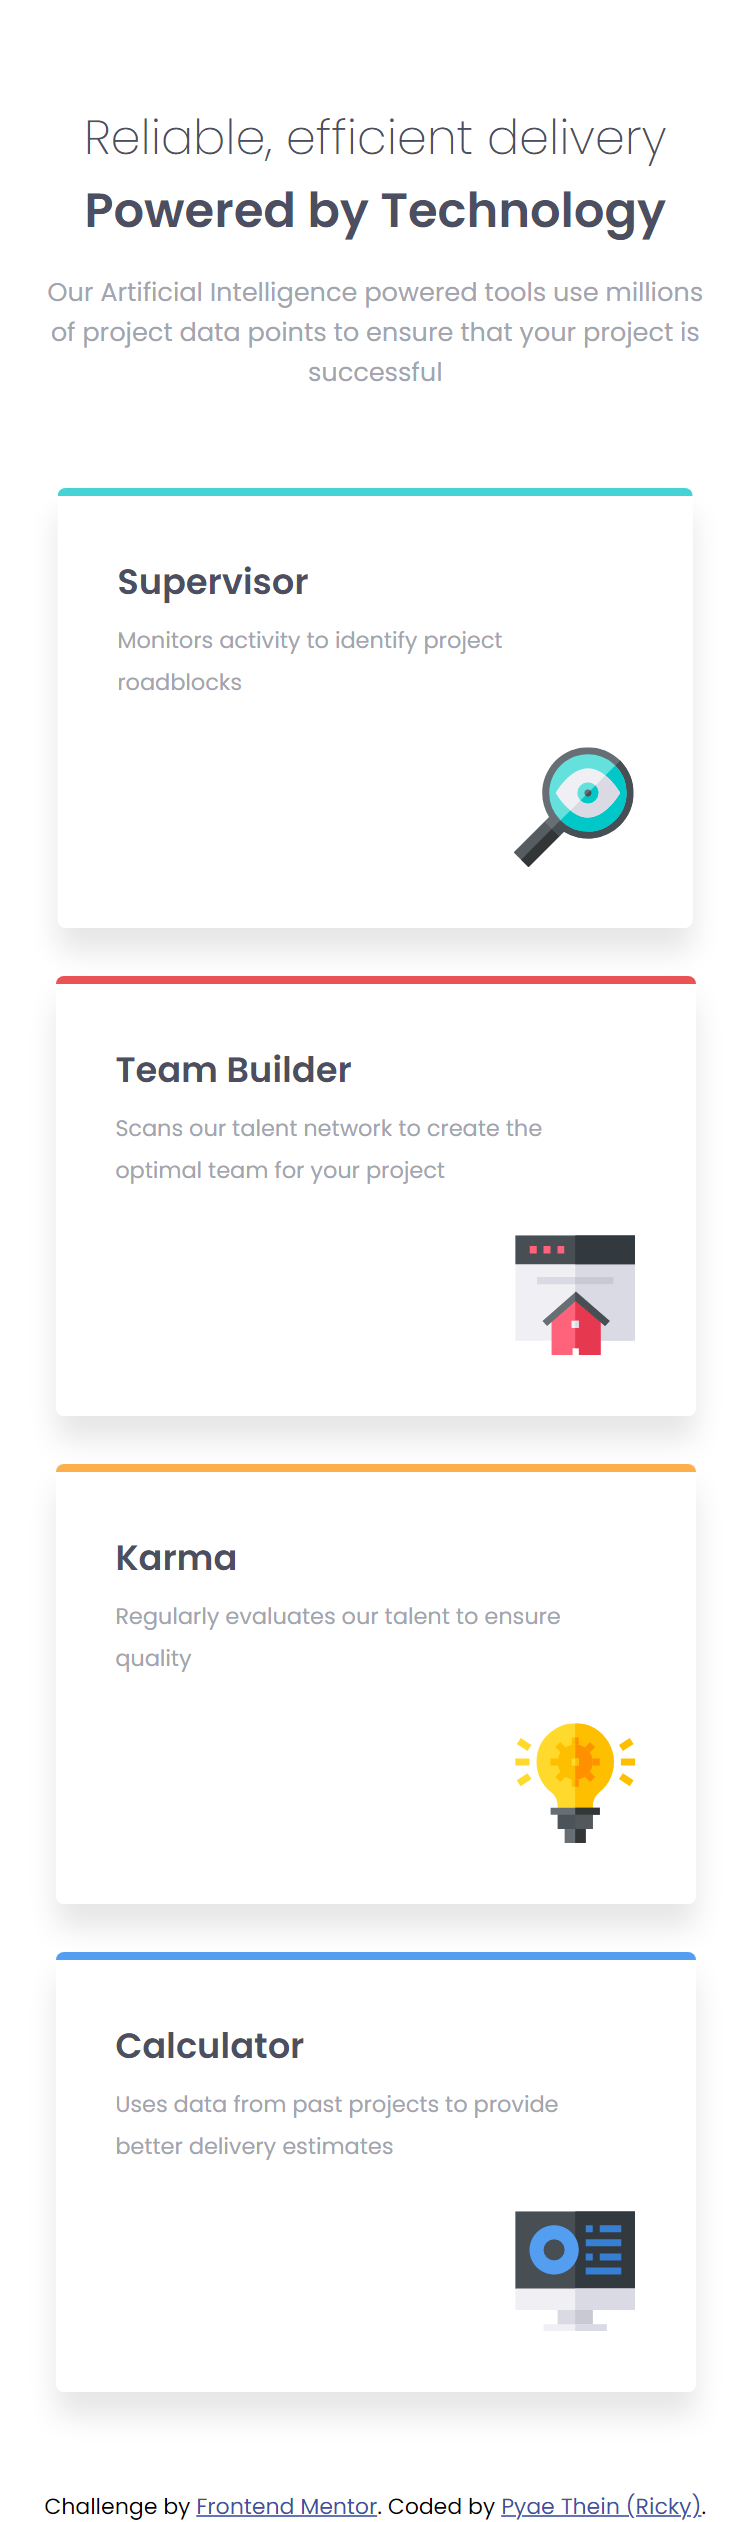 Reliable, efficient delivery
Powered by Technology
Our Artificial Intelligence powered tools use millions
of project data points to ensure that your project is
successful
Supervisor
Monitors activity to identify project
roadblocks
Team Builder
Scans our talent network to create the
optimal team for your project
Karma
Regularly evaluates our talent to ensure
quality
Calculator
Uses data from past projects to provide
better delivery estimates
Challenge by Frontend Mentor. Coded by Pyae Thein (Ricky).